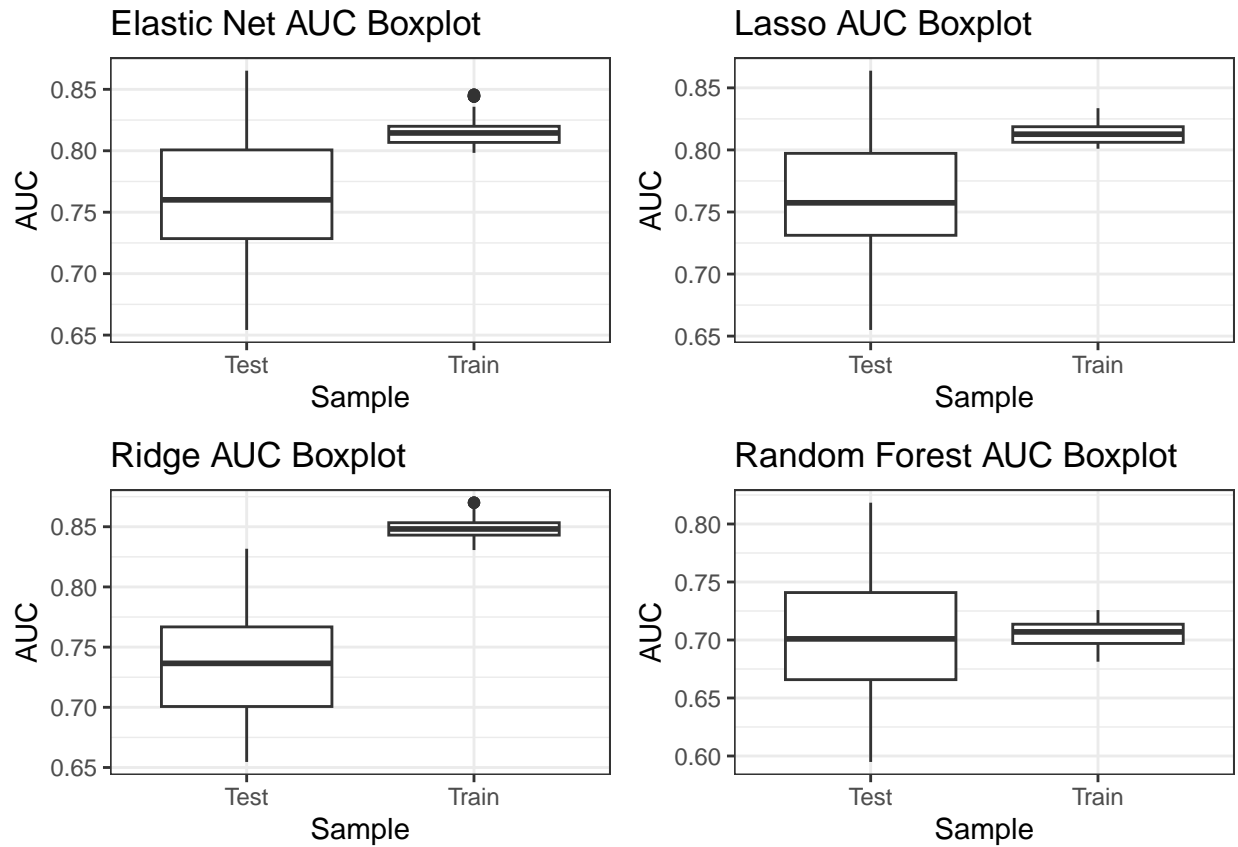 Elastic Net AUC Boxplot
AUC
0.85
0.80
0.75
0.70
0.65
Test
Train
Sample
Lasso AUC Boxplot
AUC
0.85
0.80
0.75
0.70
0.65
Test
Train
Sample
Ridge AUC Boxplot
AUC
0.85
0.80
0.75
0.70
0.65
Test
Train
Sample
Random Forest AUC Boxplot
AUC
0.80
0.75
0.70
0.65
0.60
Test
Train
Sample